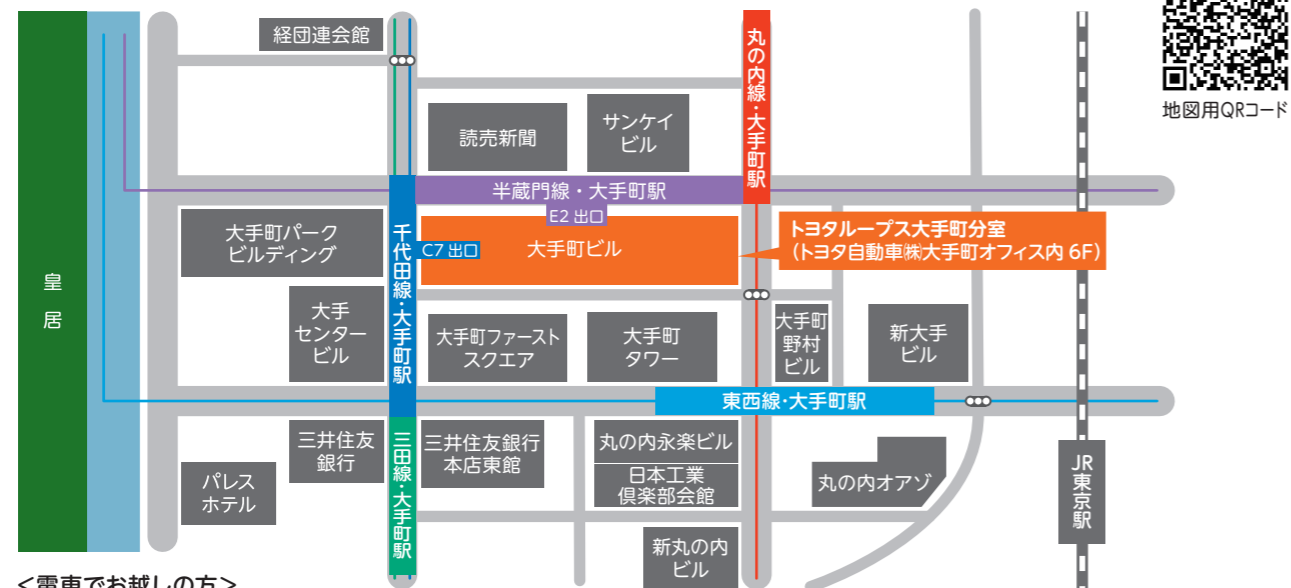 経団連会館
丸の内線・大手町駅
地図用QRコード
読売新聞
サンケイ
ビル
半蔵門線・大手町駅
E2 出口
大手町パーク
ビルディング
千代田線・大手町駅
C7 出口
大手町ビル
トヨタループス大手町分室
(トヨタ自動車㈱大手町オフィス内 6F)
皇居
大手
センター
ビル
大手町ファースト
スクエア
大手町
タワー
大手町
野村
ビル
新大手
ビル
東西線・大手町駅
三井住友
銀行
三田線・大手町駅
三井住友銀行
本店東館
丸の内永楽ビル
日本工業
倶楽部会館
丸の内オアゾ
JR東京駅
パレス
ホテル
新丸の内
ビル
<電車でお越しの方>